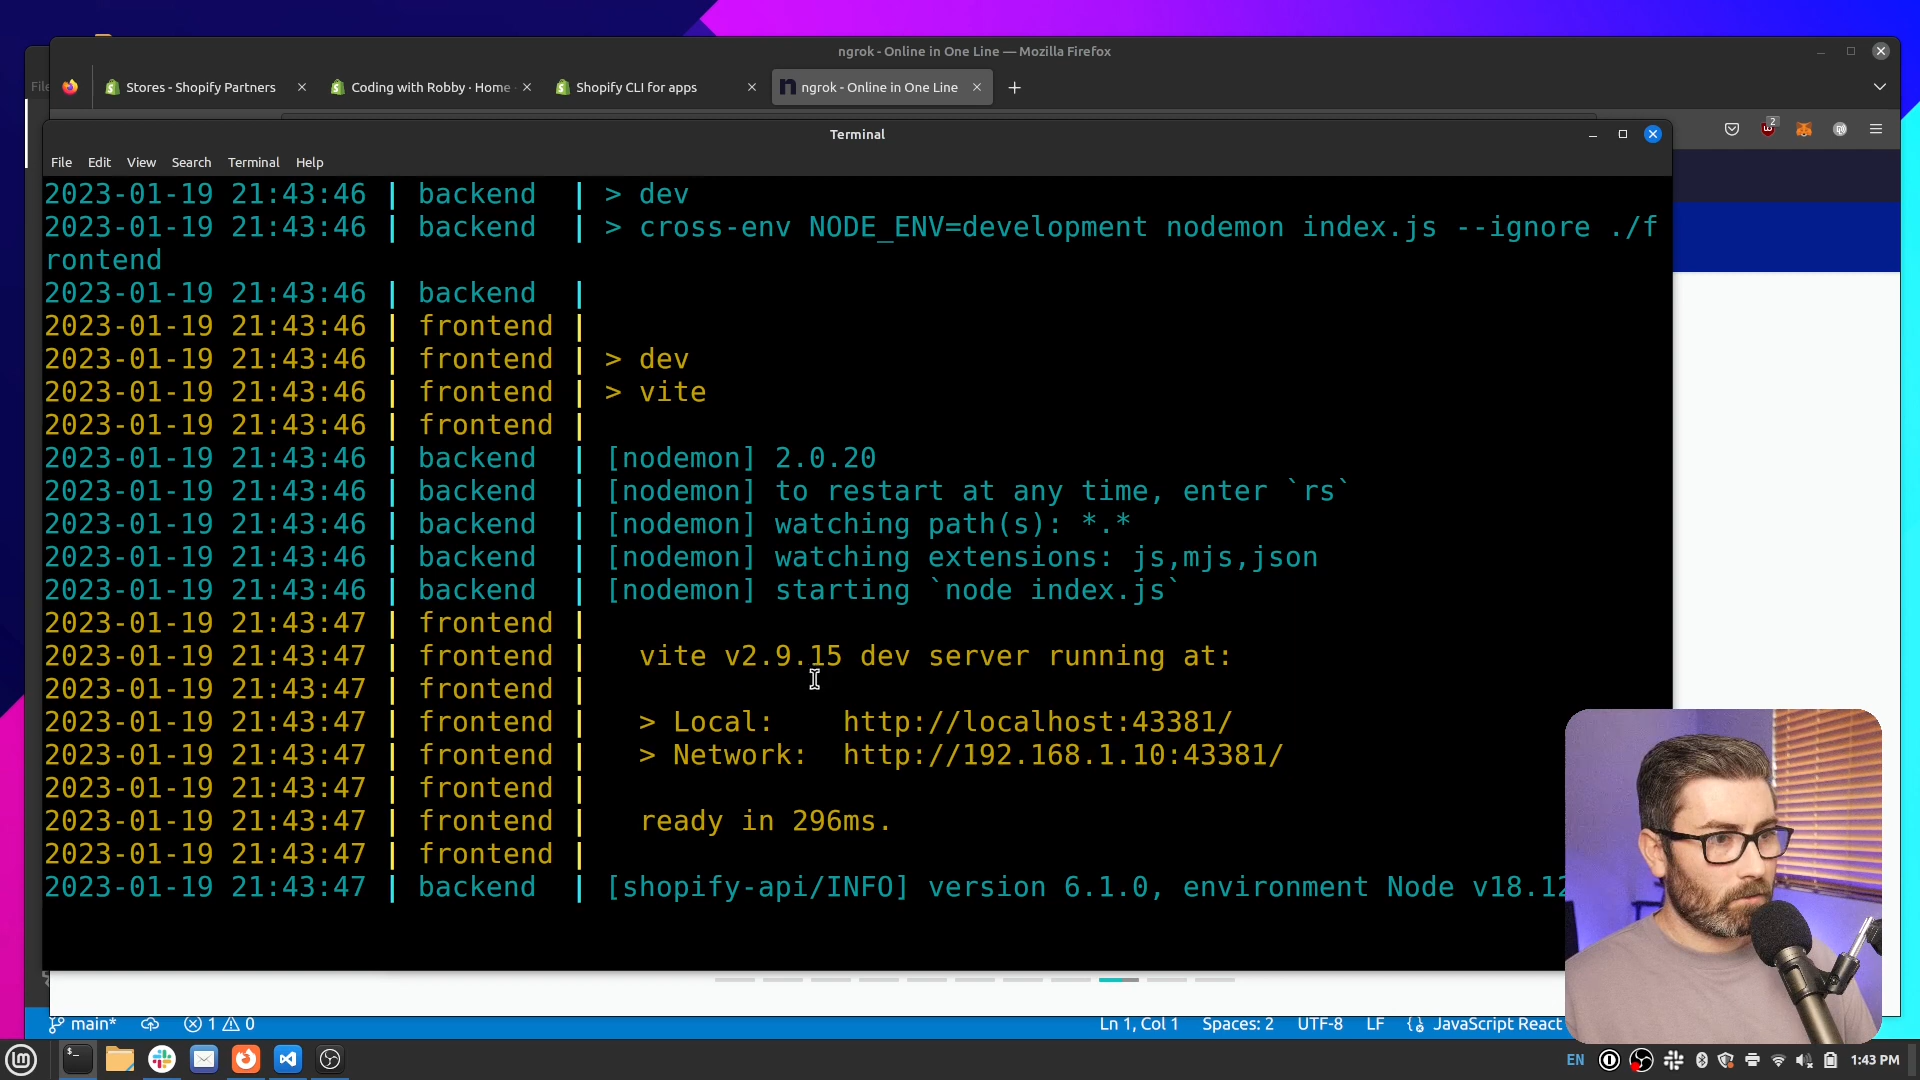 ngrok - Online in One Line — Mozilla Firefox
File
Stores - Shopify Partners
Coding with Robby · Home
Shopify CLI for apps
ngrok - Online in One Line
2
Terminal
File Edit View Search Terminal Help
2023-01-19 21:43:46 | backend | > dev
2023-01-19 21:43:46 | backend | > cross-env NODE_ENV=development nodemon index.js --ignore ./f
rontend
2023-01-19 21:43:46 | backend |
2023-01-19 21:43:46 | frontend |
2023-01-19 21:43:46 | frontend | > dev
2023-01-19 21:43:46 | frontend | > vite
2023-01-19 21:43:46 | frontend |
2023-01-19 21:43:46 | backend | [nodemon] 2.0.20
2023-01-19 21:43:46 | backend | [nodemon] to restart at any time, enter `rs`
2023-01-19 21:43:46 | backend | [nodemon] watching path(s): *.*
2023-01-19 21:43:46 | backend | [nodemon] watching extensions: js,mjs,json
2023-01-19 21:43:46 | backend | [nodemon] starting `node index.js`
2023-01-19 21:43:47 | frontend |
2023-01-19 21:43:47 | frontend | vite v2.9.15 dev server running at:
2023-01-19 21:43:47 | frontend |
2023-01-19 21:43:47 | frontend | > Local: http://localhost:43381/
2023-01-19 21:43:47 | frontend | > Network: http://192.168.1.10:43381/
2023-01-19 21:43:47 | frontend |
2023-01-19 21:43:47 | frontend | ready in 296ms.
2023-01-19 21:43:47 | frontend |
2023-01-19 21:43:47 | backend | [shopify-api/INFO] version 6.1.0, environment Node v18.12
main* 1 0 Ln 1, Col 1 Spaces: 2 UTF-8 LF JavaScript React
EN 1:43 PM